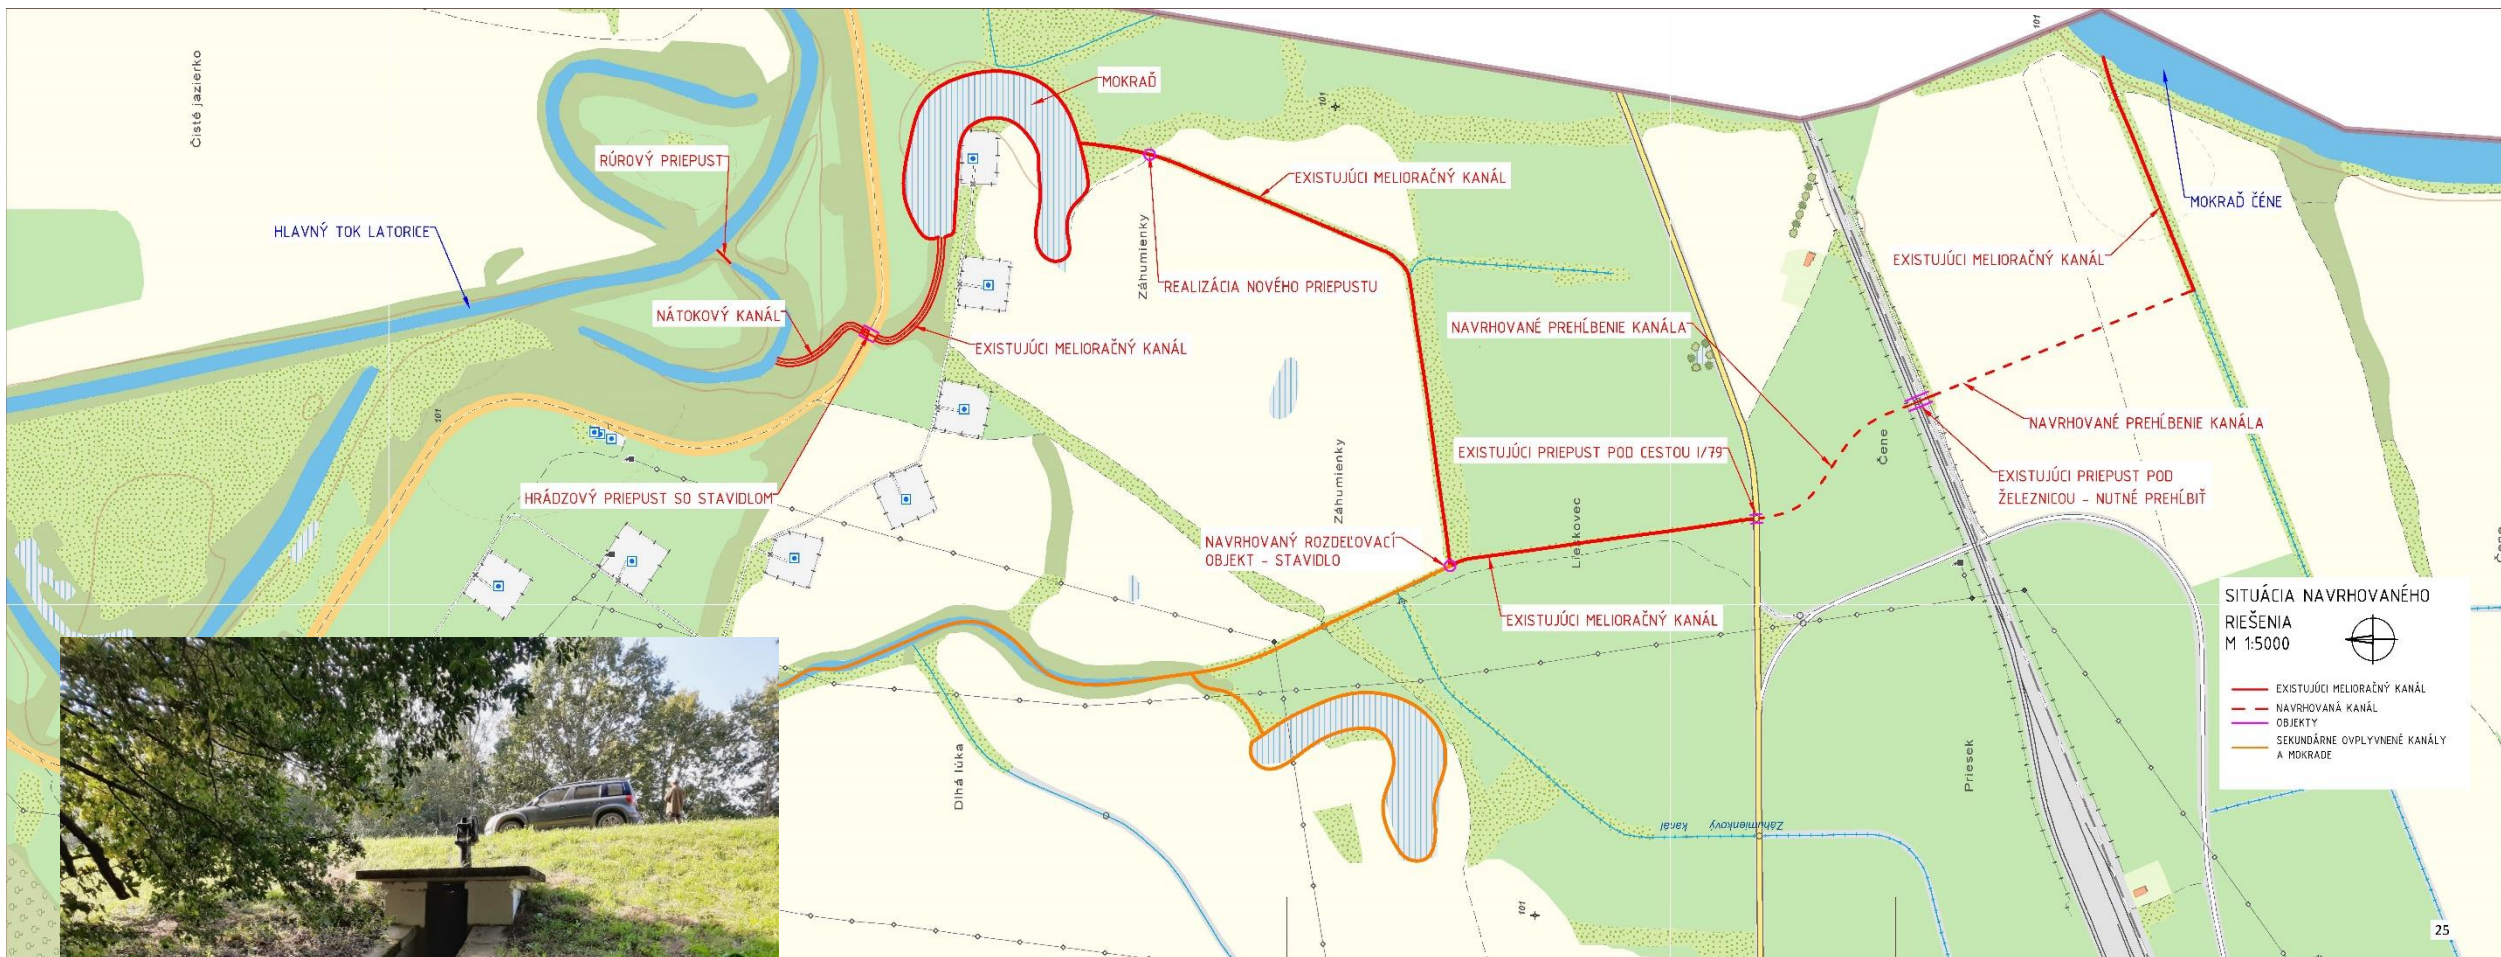 Čisté jazierko
101
101
MOKRAĎ
RÚROVÝ PRIEPUST
EXISTUJÚCI MELIORAČNÝ KANÁL
MOKRAĎ ČÉNE
HLAVNÝ TOK LATORICE
Záhumienky
EXISTUJÚCI MELIORAČNÝ KANÁL
REALIZÁCIA NOVÉHO PRIEPUSTU
NÁTOKOVÝ KANÁL
NAVRHOVANÉ PREHĹBENIE KANÁLA
EXISTUJÚCI MELIORAČNÝ KANÁL
101
NAVRHOVANÉ PREHĹBENIE KANÁLA
Čene
EXISTUJÚCI PRIEPUST POD CESTOU I/79
EXISTUJÚCI PRIEPUST POD
ŽELEZNICOU - NUTNÉ PREHĹBIŤ
HRÁDZOVÝ PRIEPUST SO STAVIDLOM
Záhumienky
Lieskovec
NAVRHOVANÝ ROZDEĽOVACÍ
OBJEKT - STAVIDLO
EXISTUJÚCI MELIORAČNÝ KANÁL
SITUÁCIA NAVRHOVANÉHO
RIEŠENIA
M 1:5000
EXISTUJÚCI MELIORAČNÝ KANÁL
NAVRHOVANÁ KANÁL
OBJEKTY
SEKUNDÁRNE OVPLYVNENÉ KANÁLY
A MOKRADE
Dlhá lúka
Priesek
Záhumienkový kanál
101
25